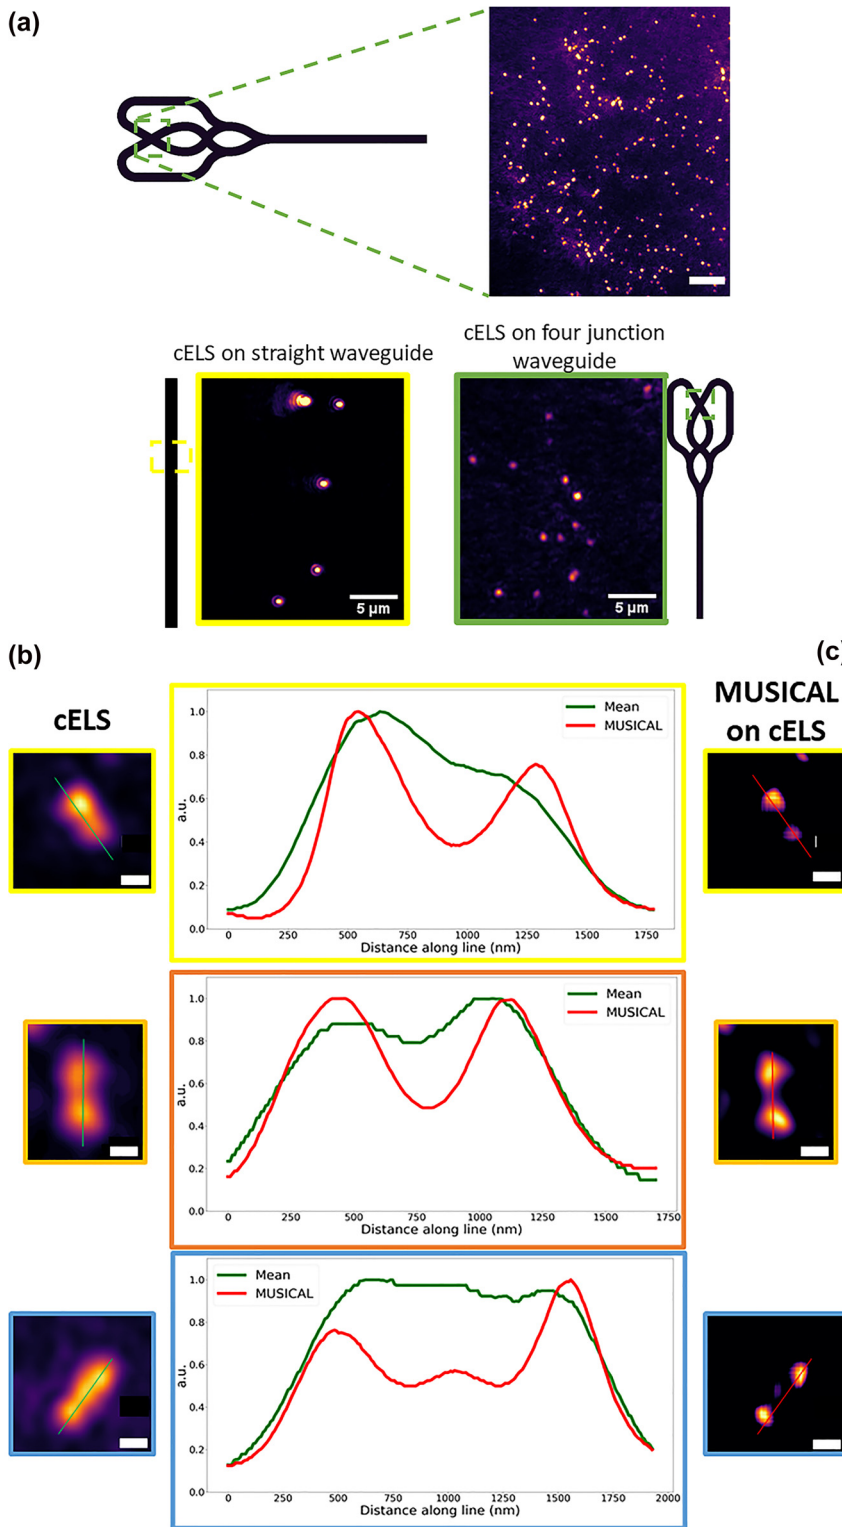 (a)
cELS on straight waveguide
cELS on four junction
waveguide
5 µm
5 µm
(b)
(c)
cELS
MUSICAL
on cELS
Mean
MUSICAL
1.0
0.8
0.6
0.4
0.2
0.0
a.u.
0 250 500 750 1000 1250 1500 1750
Distance along line (nm)
Mean
MUSICAL
1.0
0.8
0.6
0.4
0.2
0.0
a.u.
0 250 500 750 1000 1250 1500 1750
Distance along line (nm)
Mean
MUSICAL
1.0
0.8
0.6
0.4
0.2
0.0
a.u.
0 250 500 750 1000 1250 1500 1750 2000
Distance along line (nm)